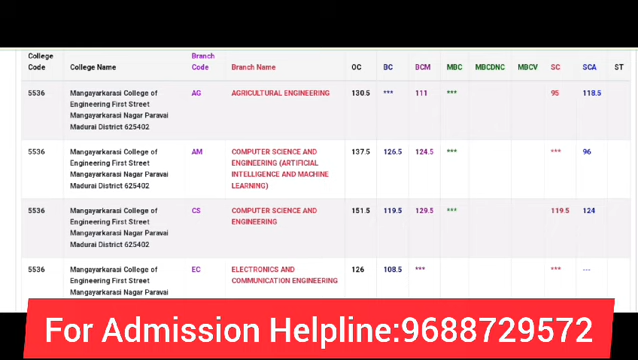 College Code College Name Branch Code Branch Name OC BC BCM MBC MBCDNC MBCV SC SCA ST
5536 Mangayarkarasi College of AG AGRICULTURAL ENGINEERING 130.5 *** 111 *** 95 118.5
Engineering First Street
Mangayarkarasi Nagar Paravai
Madurai District 625402
5536 Mangayarkarasi College of AM COMPUTER SCIENCE AND 137.5 126.5 124.5 *** *** 96
Engineering First Street ENGINEERING (ARTIFICIAL
Mangayarkarasi Nagar Paravai INTELLIGENCE AND MACHINE
Madurai District 625402 LEARNING)
5536 Mangayarkarasi College of CS COMPUTER SCIENCE AND 151.5 119.5 129.5 *** 119.5 124
Engineering First Street ENGINEERING
Mangayarkarasi Nagar Paravai
Madurai District 625402
5536 Mangayarkarasi College of EC ELECTRONICS AND 126 108.5 *** *** ---
Engineering First Street COMMUNICATION ENGINEERING
Mangayarkarasi Nagar Paravai
For Admission Helpline:9688729572